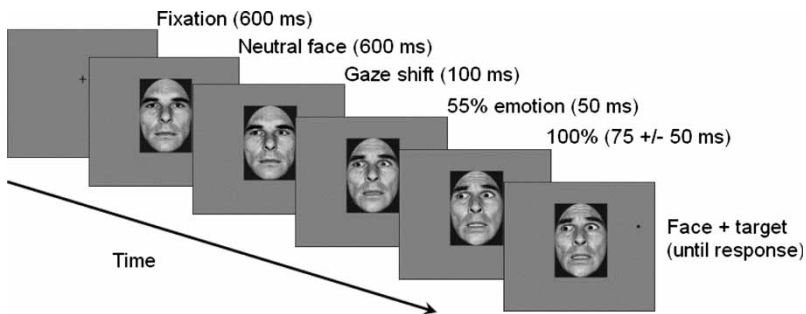 Fixation (600 ms)
Neutral face (600 ms)
Gaze shift (100 ms)
55% emotion (50 ms)
100% (75 +/- 50 ms)
Face + target
(until response)
Time